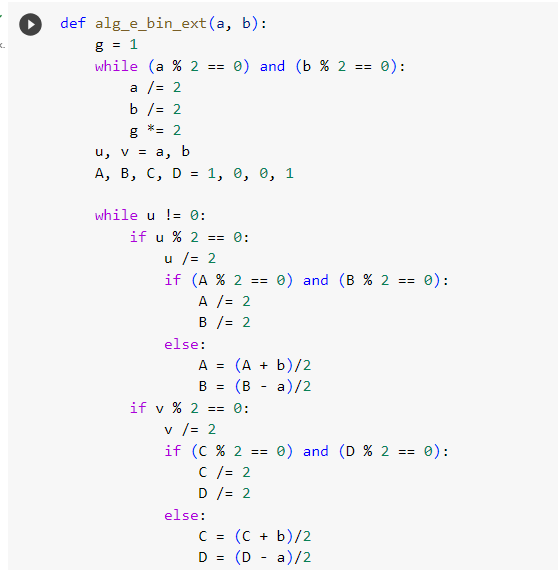 def alg_e_bin_ext(a, b):
    g = 1
    while (a % 2 == 0) and (b % 2 == 0):
        a /= 2
        b /= 2
        g *= 2
    u, v = a, b
    A, B, C, D = 1, 0, 0, 1

    while u != 0:
        if u % 2 == 0:
            u /= 2
            if (A % 2 == 0) and (B % 2 == 0):
                A /= 2
                B /= 2
            else:
                A = (A + b)/2
                B = (B - a)/2
        if v % 2 == 0:
            v /= 2
            if (C % 2 == 0) and (D % 2 == 0):
                C /= 2
                D /= 2
            else:
                C = (C + b)/2
                D = (D - a)/2